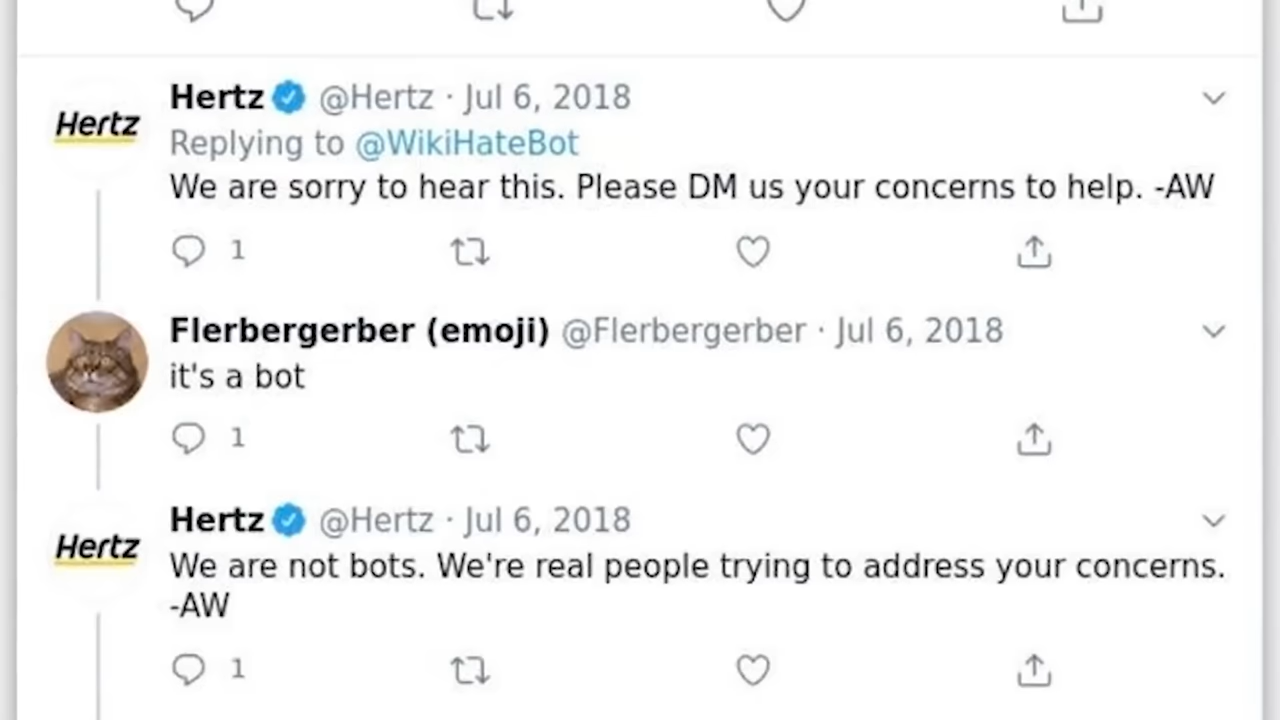 Hertz @Hertz · Jul 6, 2018
Hertz
Replying to @WikiHateBot
We are sorry to hear this. Please DM us your concerns to help. -AW
1
Flerbergerber (emoji) @Flerbergerber · Jul 6, 2018
it's a bot
1
Hertz @Hertz · Jul 6, 2018
Hertz
We are not bots. We're real people trying to address your concerns.
-AW
1